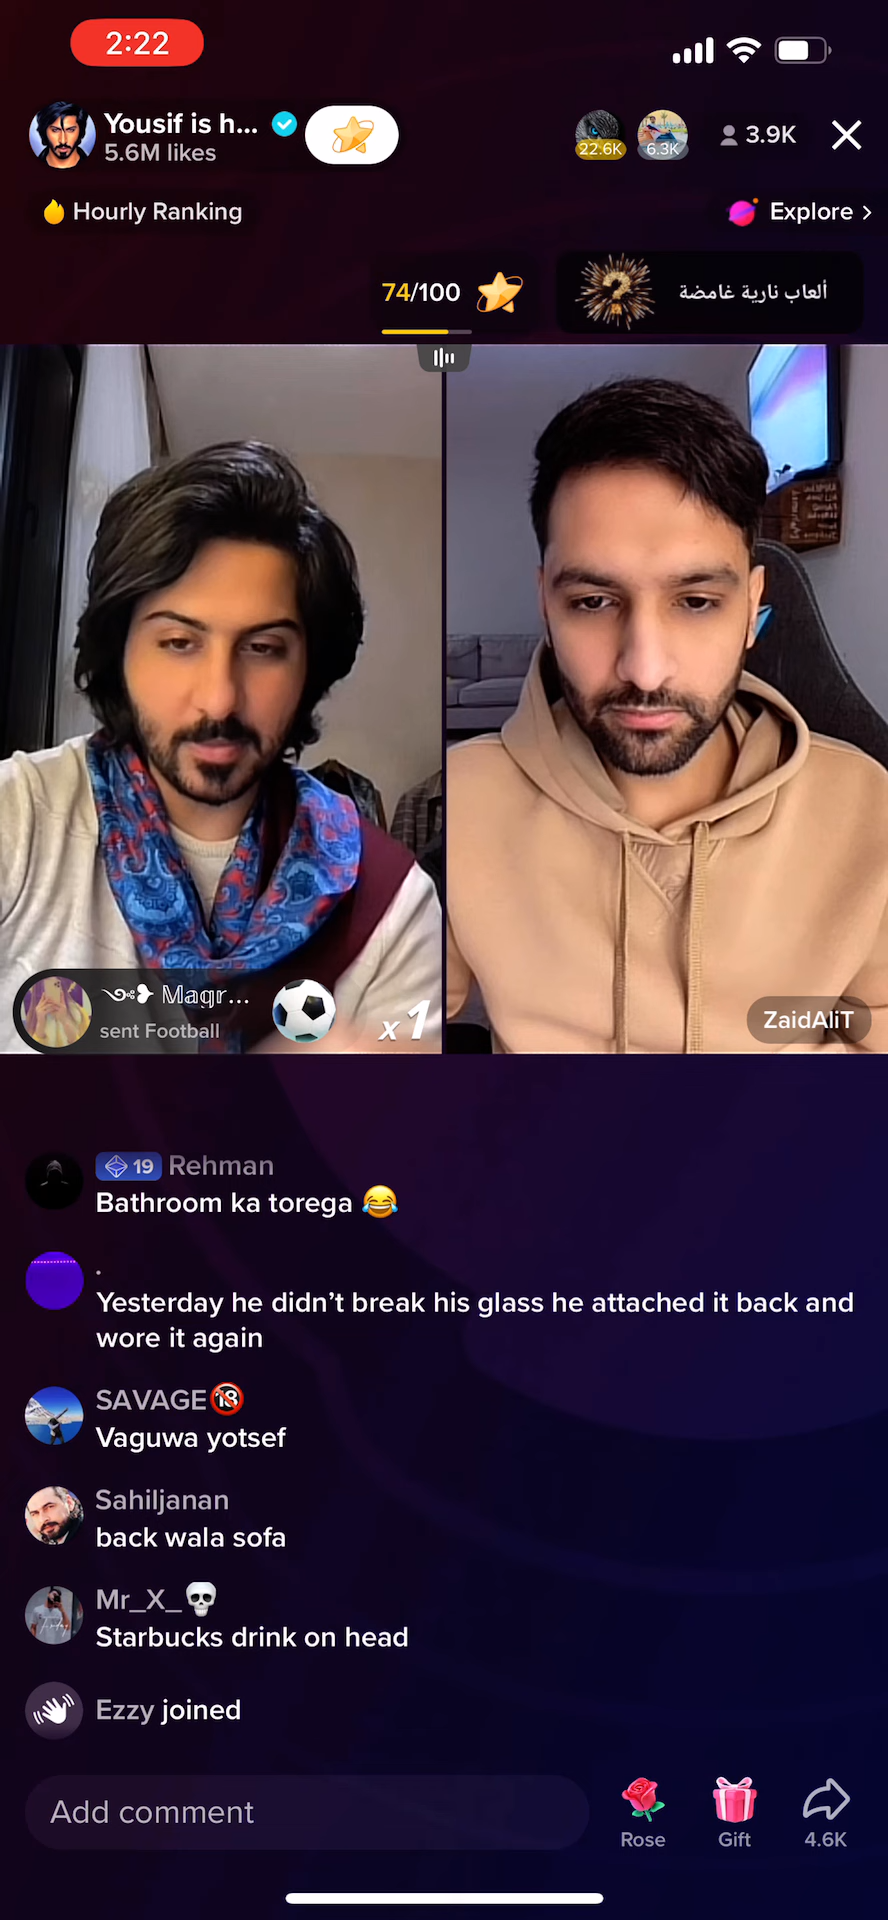 2:22
Yousif is h...
5.6M likes
22.6K
6.3K
3.9K
Hourly Ranking
Explore >
74/100
ألعاب نارية غامضة
Magr...
sent Football
x1
ZaidAliT
19 Rehman
Bathroom ka torega 😂
.
Yesterday he didn’t break his glass he attached it back and
wore it again
SAVAGE🔞
Vaguwa yotsef
Sahiljanan
back wala sofa
Mr_X_💀
Starbucks drink on head
Ezzy joined
Add comment
Rose
Gift
4.6K